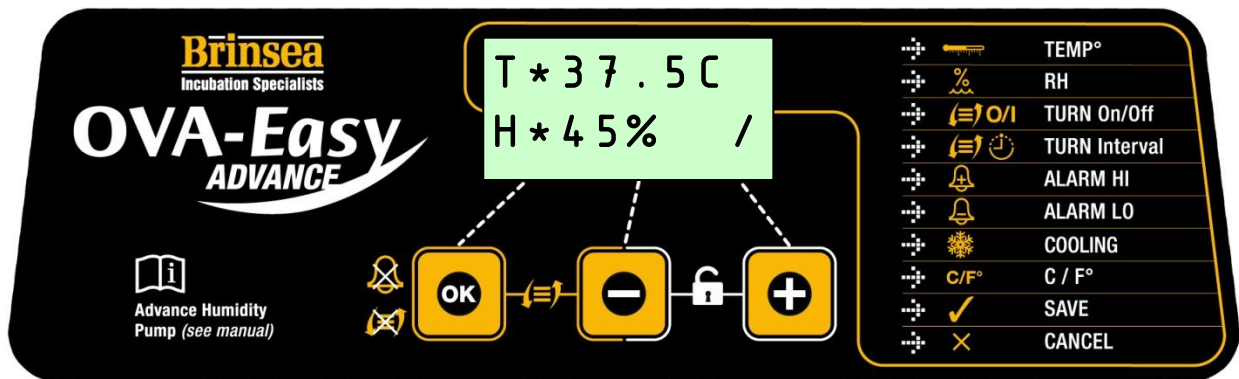 Brinsea
Incubation Specialists
OVA-Easy
ADVANCE
Advance Humidity
Pump (see manual)
T*37.5C
H*45% /
OK
TEMP°
% RH
O/I TURN On/Off
TURN Interval
ALARM HI
ALARM LO
COOLING
C/F° C / F°
SAVE
CANCEL